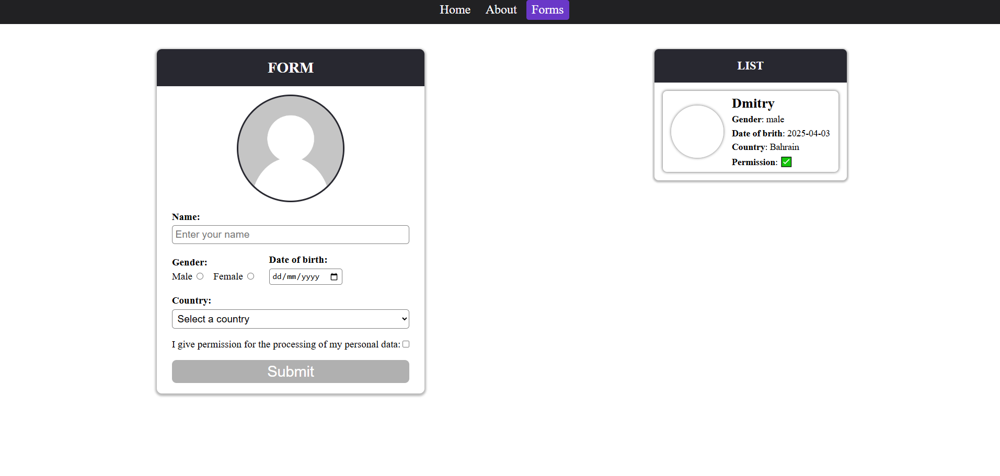 Home About Forms
FORM
Name:
Enter your name
Gender:
Male Female
Date of birth:
dd/mm/yyyy
Country:
Select a country
I give permission for the processing of my personal data:
Submit
LIST
Dmitry
Gender: male
Date of brith: 2025-04-03
Country: Bahrain
Permission: ✅